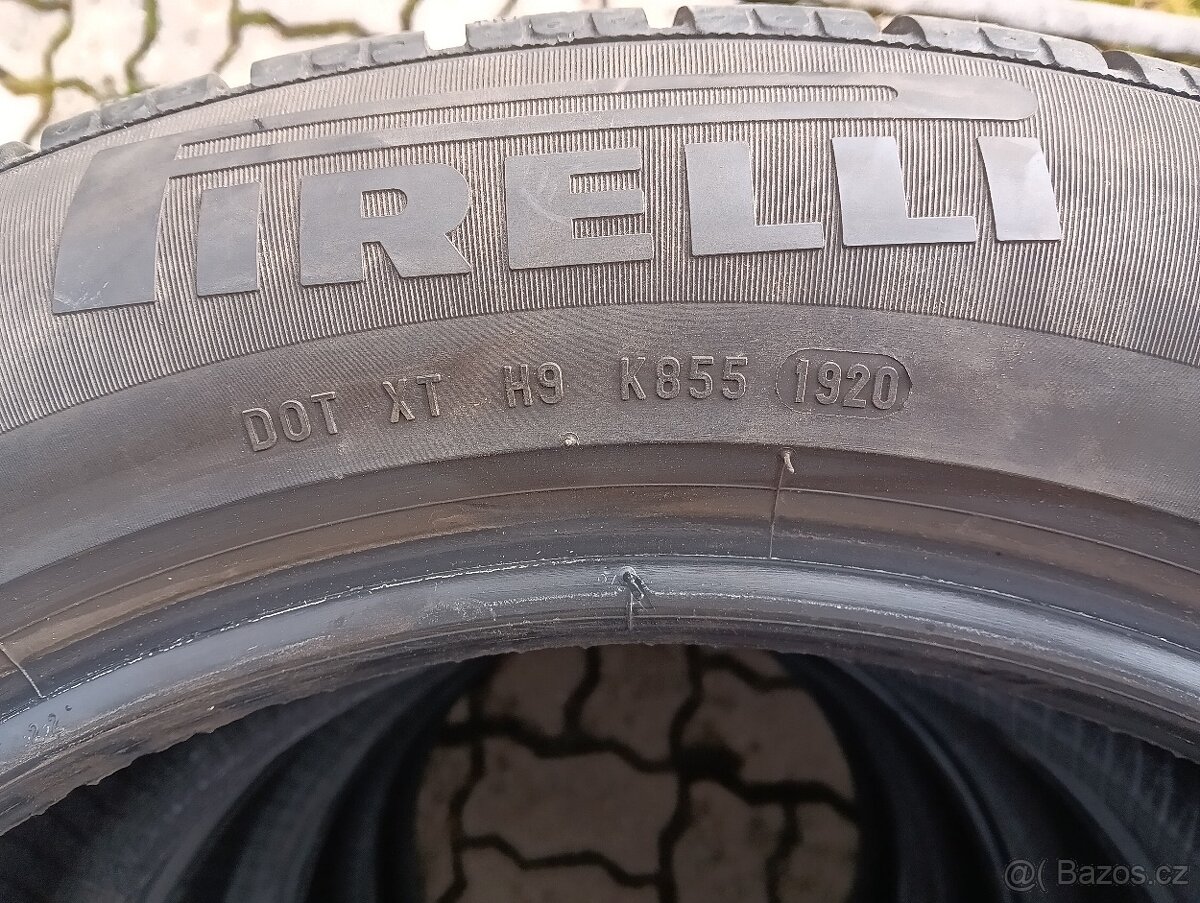 PIRELLI
DOT XT H9 K855 1920
@( Bazos.cz